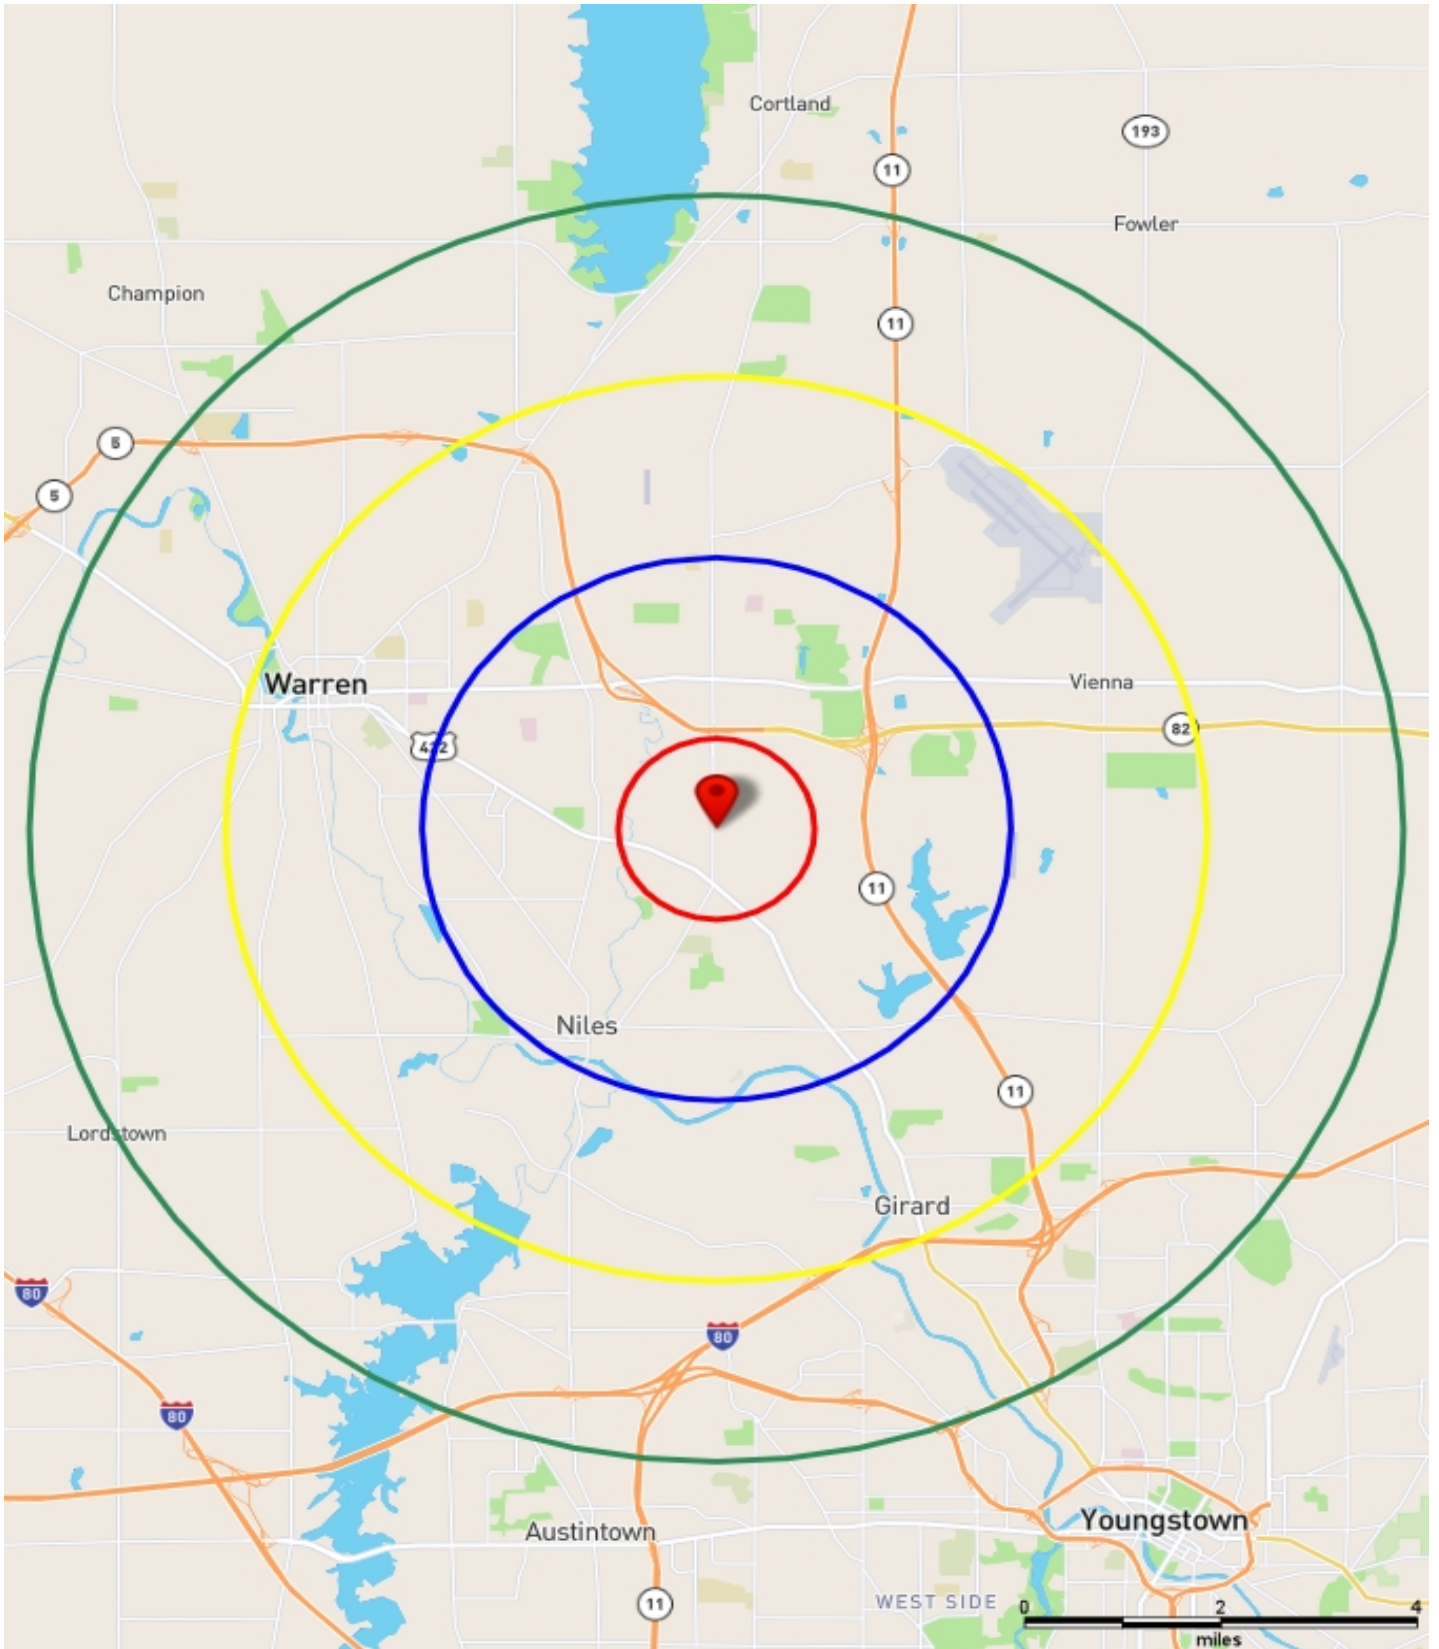 Cortland
193
11
Fowler
Champion
11
5
5
Warren
Vienna
82
422
11
Niles
11
Lordstown
Girard
80
80
80
Youngstown
Austintown
WEST SIDE
11
0 2 4
miles